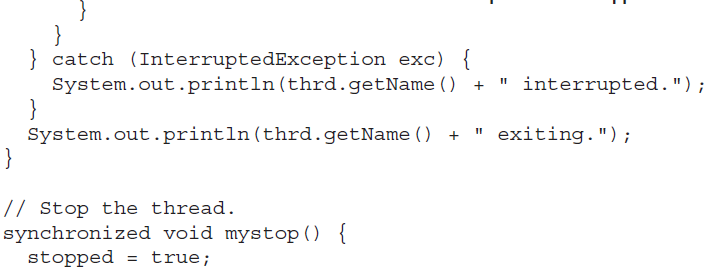 }
}
} catch (InterruptedException exc) {
System.out.println(thrd.getName() + " interrupted.");
}
System.out.println(thrd.getName() + " exiting.");
}
// Stop the thread.
synchronized void mystop() {
stopped = true;